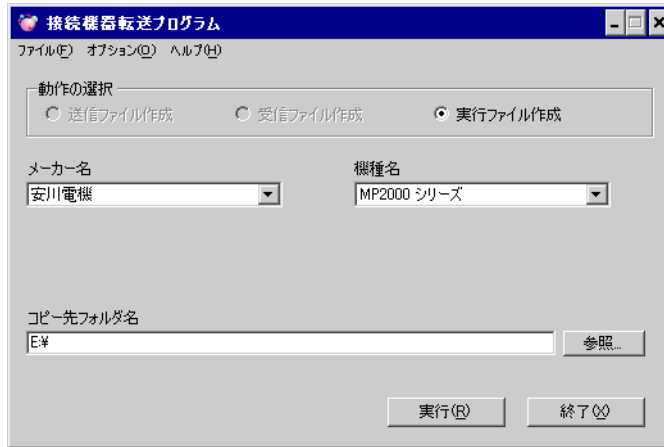 接続機器転送プログラム
ファイル(F) オプション(O) ヘルプ(H)
動作の選択
送信ファイル作成 受信ファイル作成 実行ファイル作成
メーカー名 機種名
安川電機 MP2000 シリーズ
コピー先フォルダ名
E:¥ 参照...
実行(R) 終了(X)